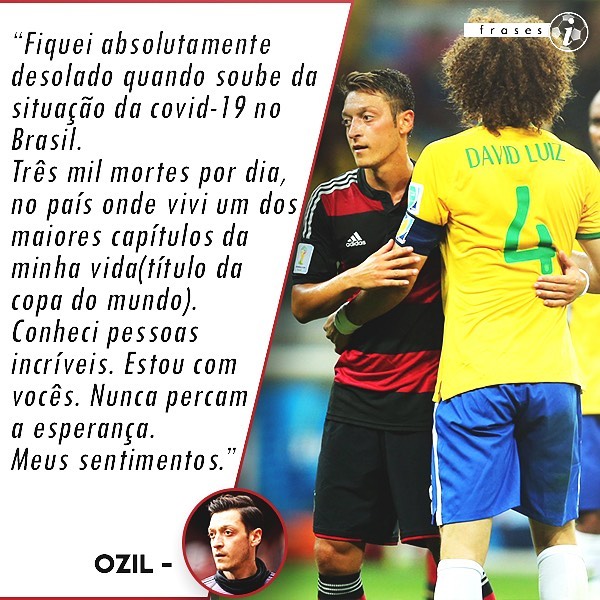 frases i
“Fiquei absolutamente
desolado quando soube da
situação da covid-19 no
Brasil.
Três mil mortes por dia,
no país onde vivi um dos
maiores capítulos da
minha vida(título da
copa do mundo).
Conheci pessoas
incríveis. Estou com
vocês. Nunca percam
a esperança.
Meus sentimentos.”
OZIL -
adidas
DAVID LUIZ
4